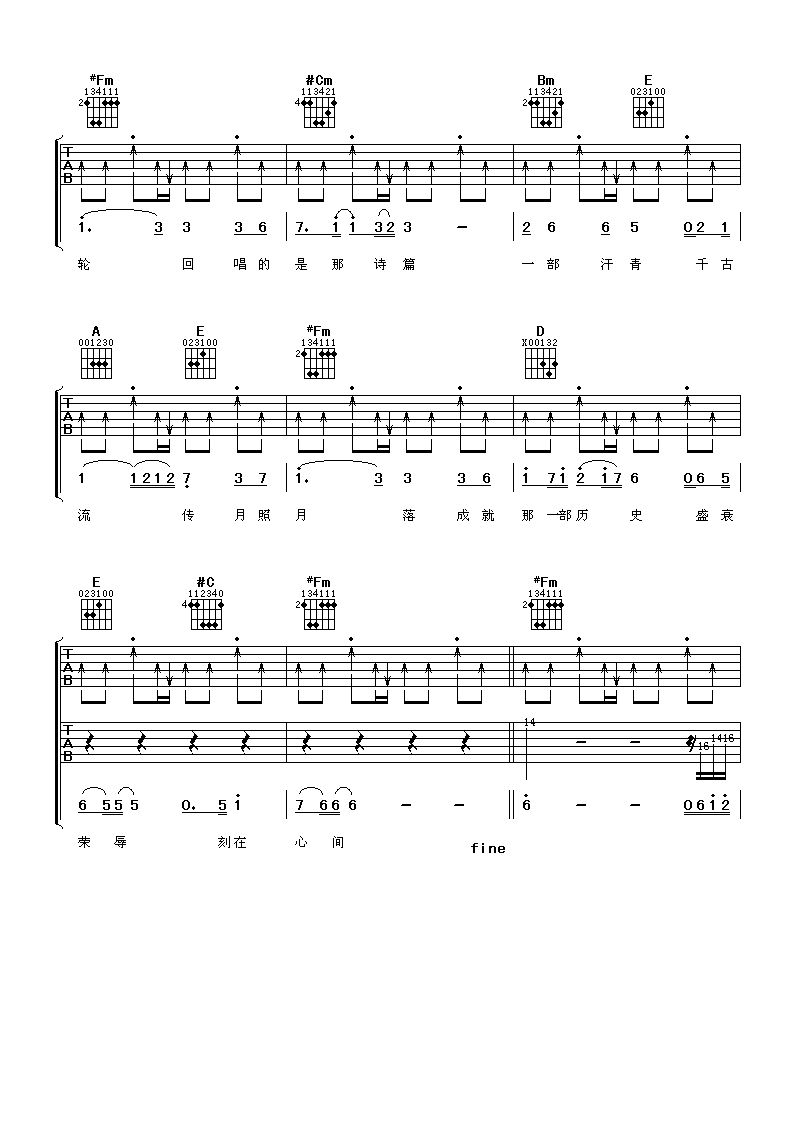 #Fm #Cm Bm E
134111 113421 113421 023100
2 4 2
T
A
B
1. 3 3 3 6 7. 1 1 3 2 3 – 2 6 6 5 0 2 1
轮 回 唱 的 是 那 诗 篇 一 部 汗 青 千 古
A E #Fm D
001230 023100 134111 X00132
2
T
A
B
1 1 2 1 2 7 3 7 1. 3 3 3 6 1 7 1 2 1 7 6 0 6 5
流 传 月 照 月 落 成 就 那 一 部 历 史 盛 衰
E #C #Fm #Fm
023100 112340 134111 134111
4 2 2
T
A
B
T
A
B
14 – – 16 14 16
6 5 5 5 0. 5 1 7 6 6 6 – – 6 – – 0 6 1 2
荣 辱 刻 在 心 间
fine